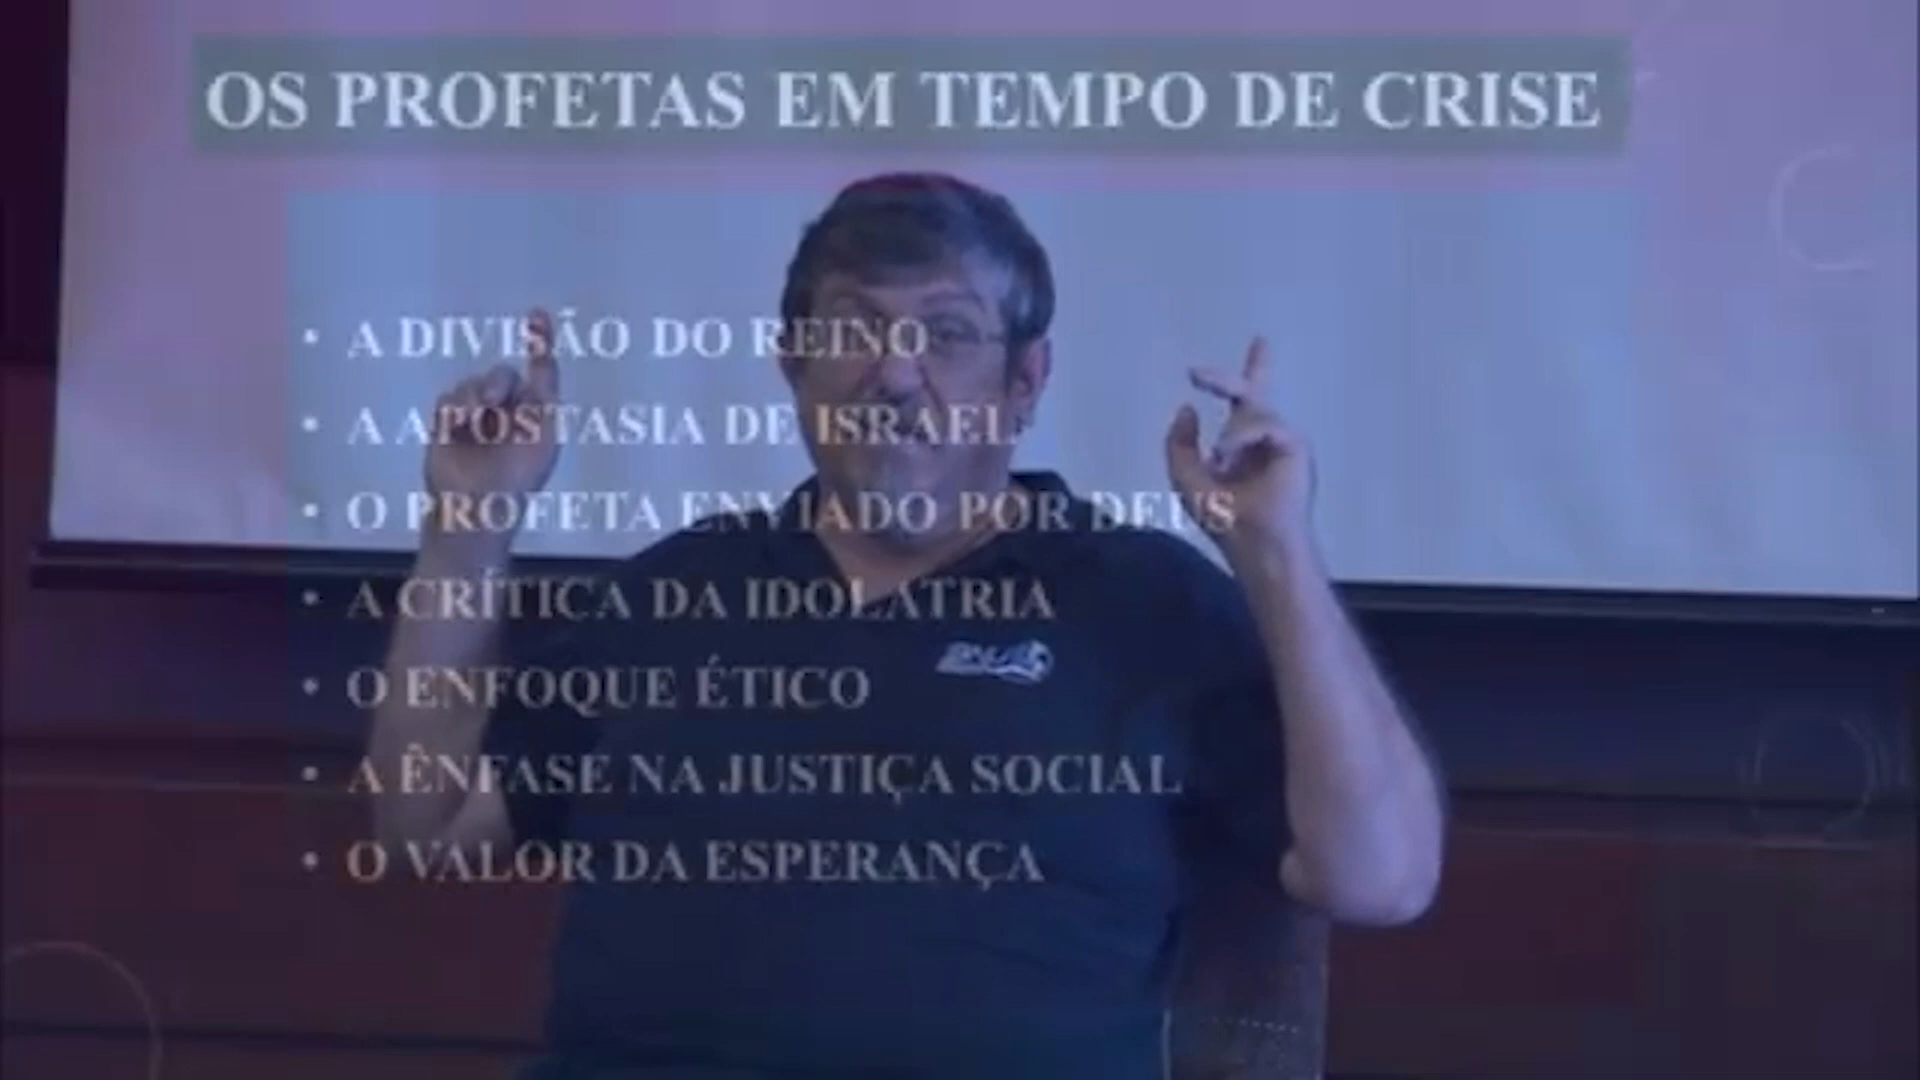 OS PROFETAS EM TEMPO DE CRISE
• A DIVISÃO DO REINO
• A APOSTASIA DE ISRAEL
• O PROFETA ENVIADO POR DEUS
• A CRÍTICA DA IDOLATRIA
• O ENFOQUE ÉTICO
• A ÊNFASE NA JUSTIÇA SOCIAL
• O VALOR DA ESPERANÇA